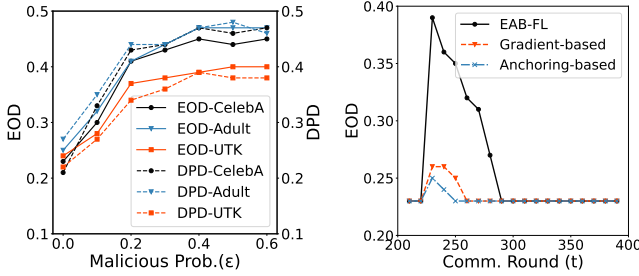 0.5
0.4
0.3
0.2
0.1
EOD
0.0
0.2
0.4
0.6
Malicious Prob.(ε)
0.5
0.4
0.3
0.2
0.1
DPD
EOD-CelebA
EOD-Adult
EOD-UTK
DPD-CelebA
DPD-Adult
DPD-UTK
0.40
0.35
0.30
0.25
0.20
EOD
200
250
300
350
400
Comm. Round (t)
EAB-FL
Gradient-based
Anchoring-based